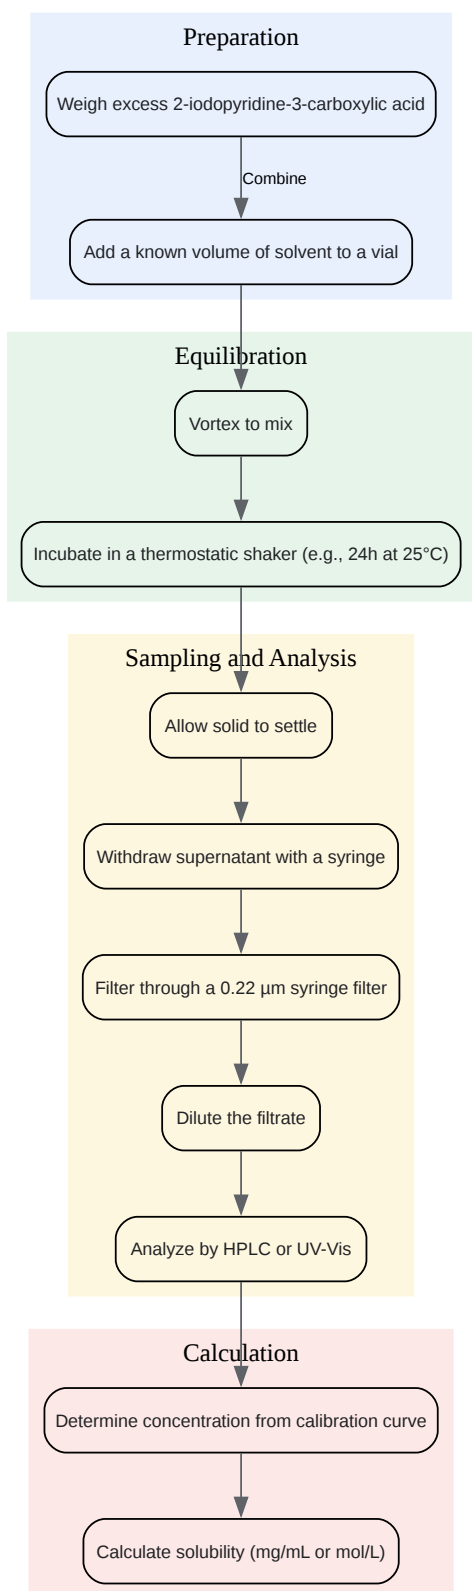 Preparation
Weigh excess 2-iodopyridine-3-carboxylic acid
Combine
Add a known volume of solvent to a vial
Equilibration
Vortex to mix
Incubate in a thermostatic shaker (e.g., 24h at 25°C)
Sampling and Analysis
Allow solid to settle
Withdraw supernatant with a syringe
Filter through a 0.22 µm syringe filter
Dilute the filtrate
Analyze by HPLC or UV-Vis
Calculation
Determine concentration from calibration curve
Calculate solubility (mg/mL or mol/L)